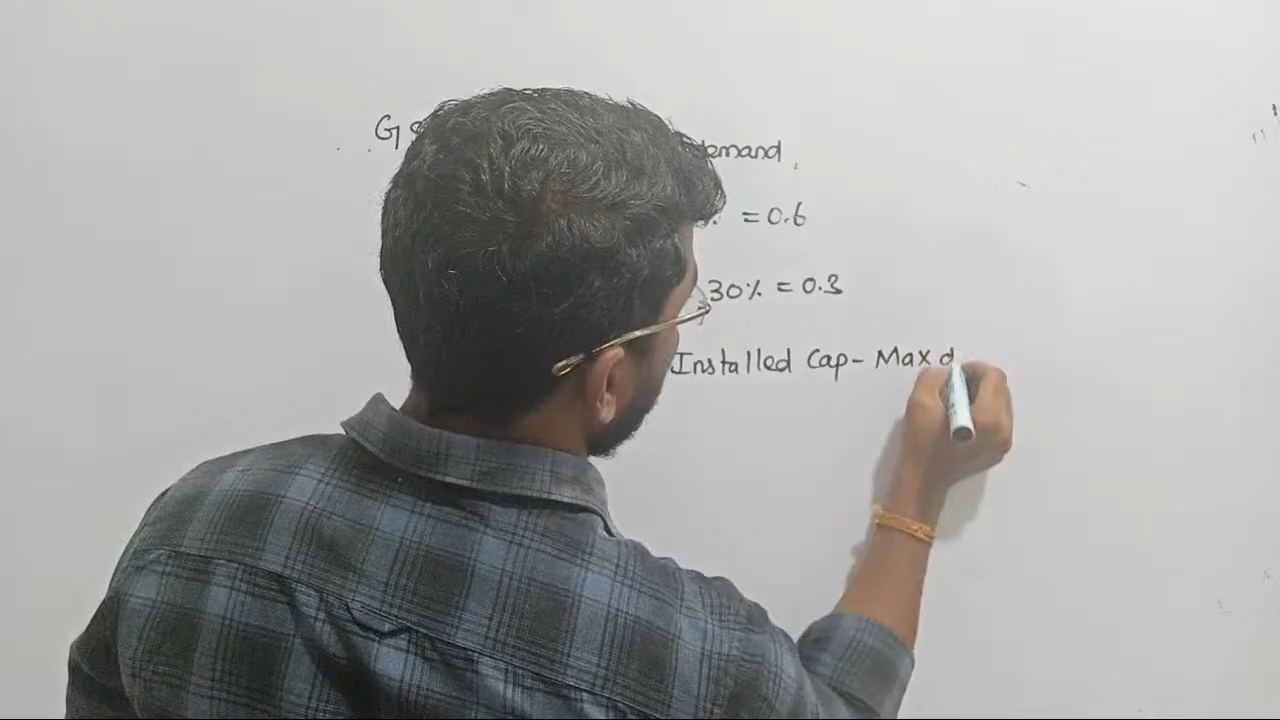 G demand
= 0.6
30% = 0.3
Installed Cap - Max d